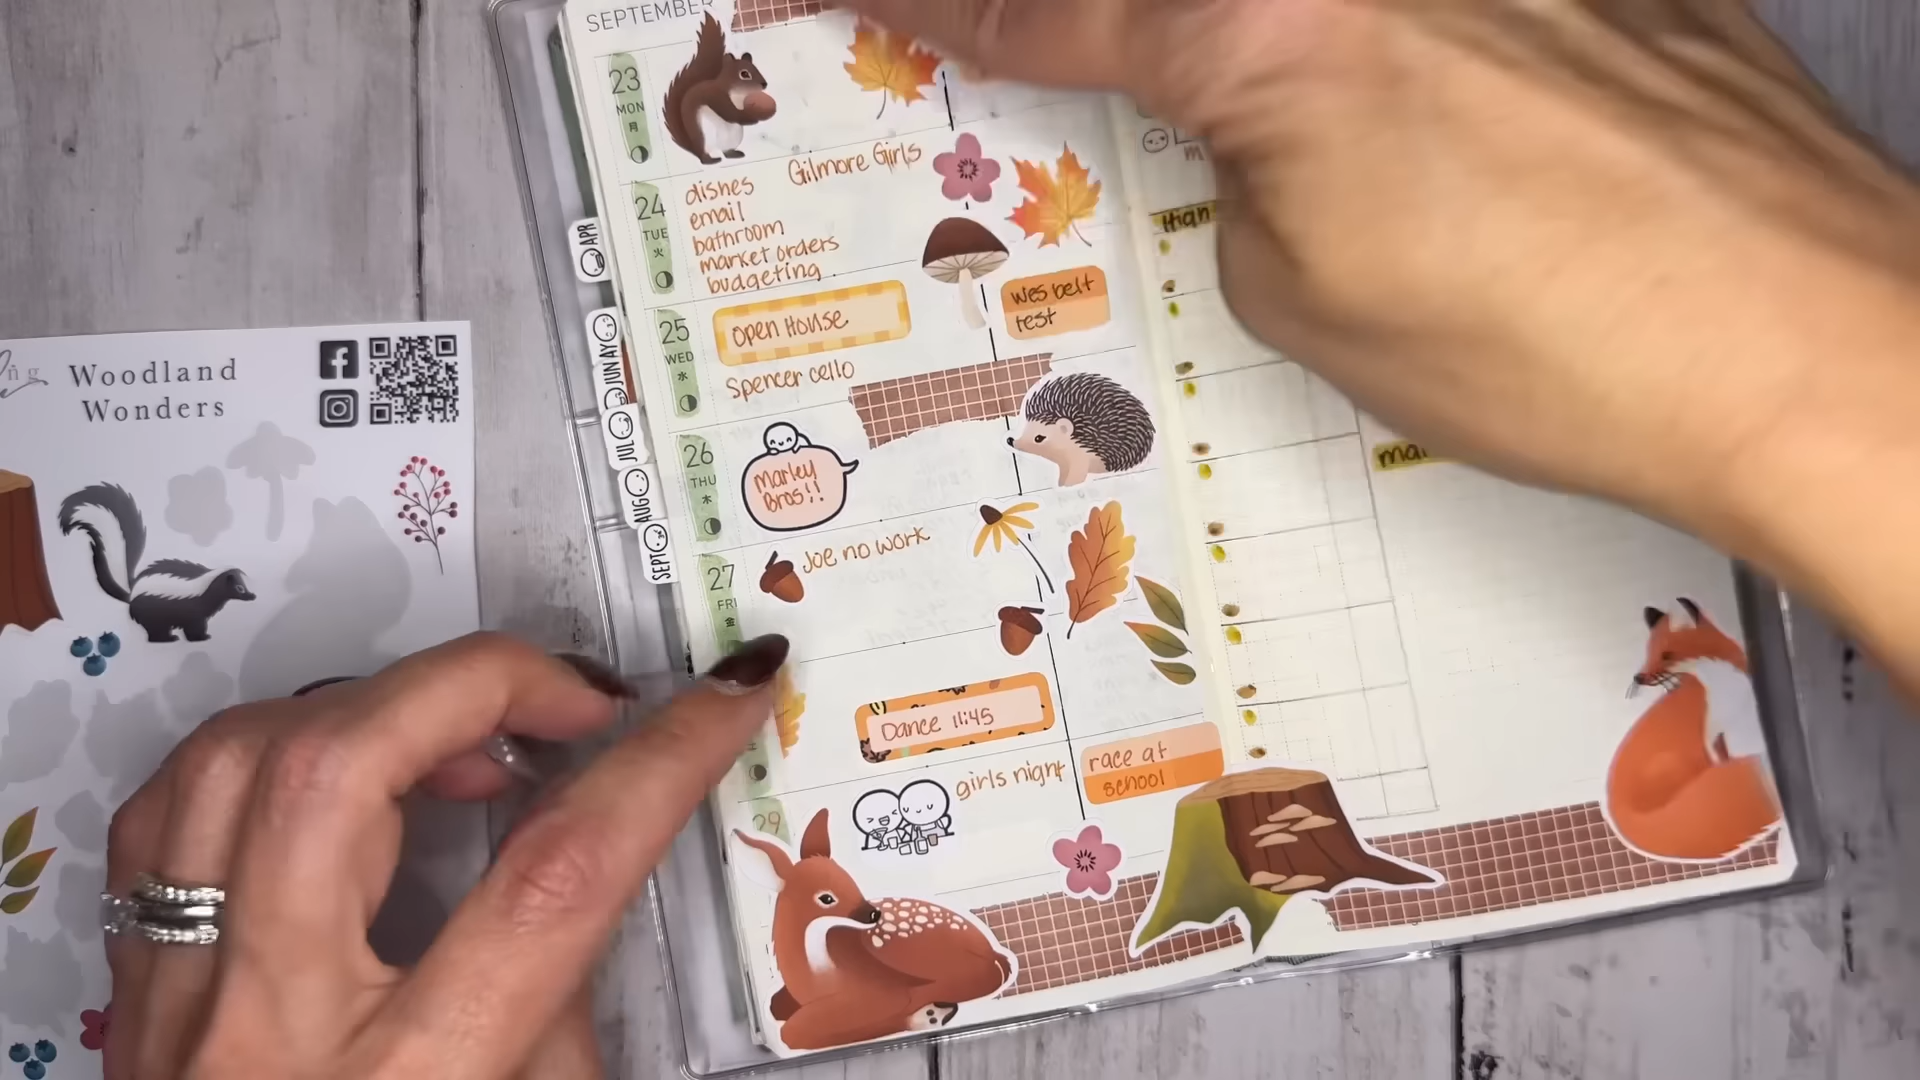 SEPTEMBER
23
MON
月
Gilmore Girls
24
TUE
火
dishes
email
bathroom
market orders
budgeting
25
WED
水
Open House
wes belt
test
Spencer cello
26
THU
木
Marley
Bros!!
27
FRI
金
Joe no work
Dance 11:45
29
girls night
race at
school
APR
JUN
JUL
AUG
SEPT
Woodland
Wonders